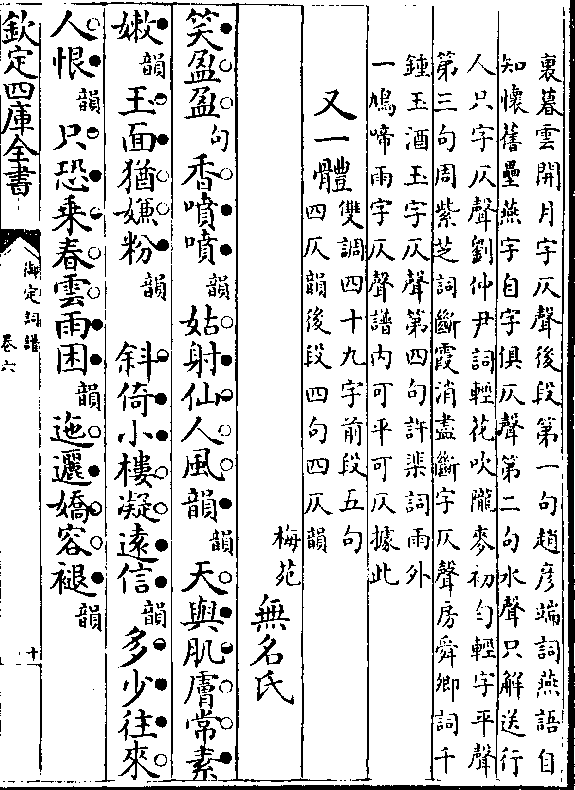 裏暮雲開月字仄聲後段第一句趙彦端詞燕語自
知懷舊壘燕字自字俱仄聲第二句水聲只解送行
人只字仄聲劉仲尹詞輕花吹隴麥初勻輕字平聲
第三句周紫芝詞斷霞消盡斷字仄聲房舜卿詞千
鍾玉酒玉字仄聲第四句許棐詞雨外
一鳩啼雨字仄聲譜内可平可仄據此
又一體雙調四十九字前段五句
四仄韻後段四句四仄韻
梅苑無名氏
笑盈盈句香噴噴韻姑射仙人風韻韻天與肌膚常素
嫩韻玉面猶嫌粉韻 斜倚小樓凝遠信韻多少往來
人恨韻只恐乘春雲雨困韻迤邐嬌容褪韻
欽定四庫全書
御定詞譜
卷六
十